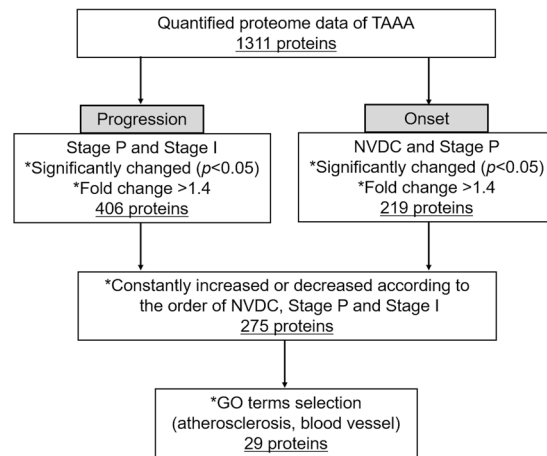 Quantified proteome data of TAAA
1311 proteins
Progression
Onset
Stage P and Stage I
*Significantly changed (p<0.05)
*Fold change >1.4
406 proteins
NVDC and Stage P
*Significantly changed (p<0.05)
*Fold change >1.4
219 proteins
*Constantly increased or decreased according to
the order of NVDC, Stage P and Stage I
275 proteins
*GO terms selection
(atherosclerosis, blood vessel)
29 proteins